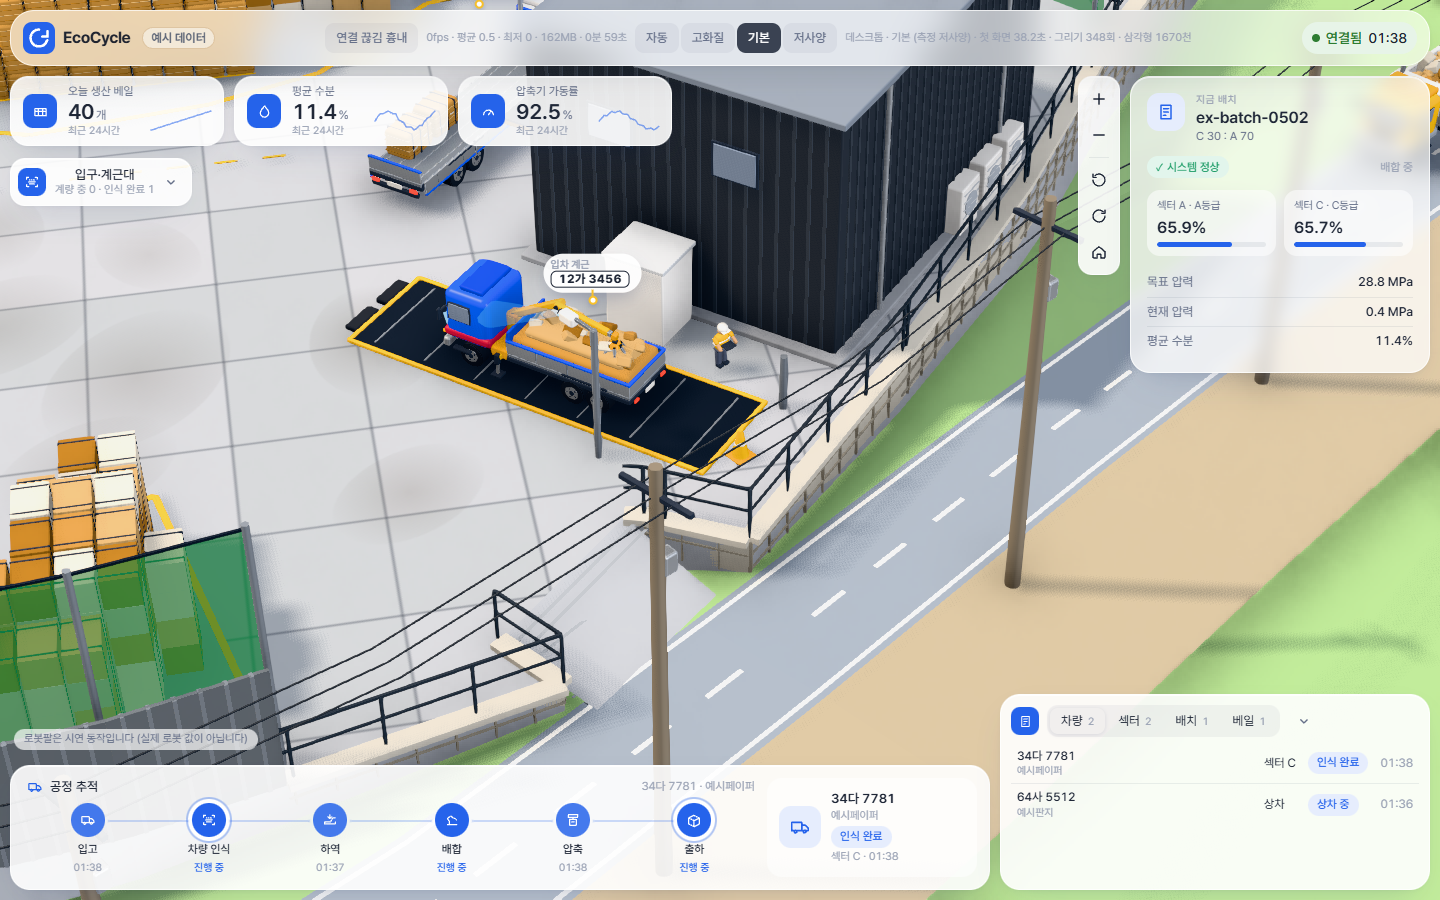 EcoCycle
예시 데이터
연결 끊김 흉내
0fps · 평균 0.5 · 최저 0 · 162MB · 0분 59초
자동
고화질
기본
저사양
데스크톱 · 기본 (측정 저사양) · 첫 화면 38.2초 · 그리기 348회 · 삼각형 1670천
연결됨 01:38
오늘 생산 베일
40개
최근 24시간
평균 수분
11.4%
최근 24시간
압축기 가동률
92.5%
최근 24시간
입구·계근대
계량 중 0 · 인식 완료 1
지금 배치
ex-batch-0502
C 30 : A 70
✓ 시스템 정상
배합 중
섹터 A · A등급
65.9%
섹터 C · C등급
65.7%
목표 압력
28.8 MPa
현재 압력
0.4 MPa
평균 수분
11.4%
입차 계근
12가 3456
로봇팔은 시연 동작입니다 (실제 로봇 값이 아닙니다)
공정 추적
34다 7781 · 예시페이퍼
입고
01:38
차량 인식
진행 중
하역
01:37
배합
진행 중
압축
01:38
출하
진행 중
34다 7781
예시페이퍼
인식 완료
섹터 C · 01:38
차량 2
섹터 2
배치 1
베일 1
34다 7781
예시페이퍼
섹터 C
인식 완료
01:38
64사 5512
예시판지
상차
상차 중
01:36